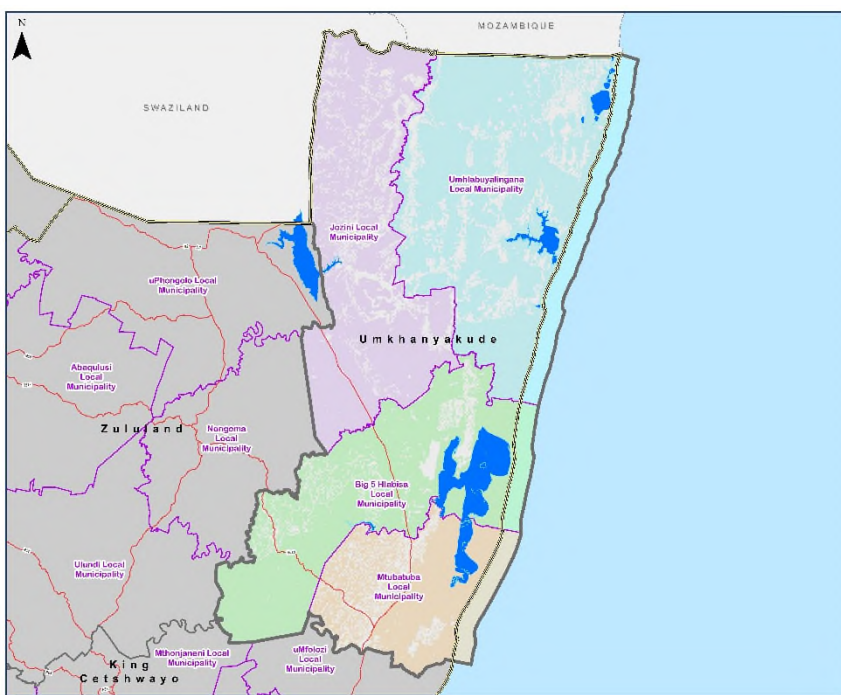 N
MOZAMBIQUE
SWAZILAND
Umhlabuyalingana
Local Municipality
Jozini Local
Municipality
uPhongolo Local
Municipality
Umkhanyakude
Abaqulusi
Local
Municipality
Zululand
Nongoma
Local
Municipality
Big 5 Hlabisa
Local
Municipality
Ulundi Local
Municipality
Mtubatuba
Local
Municipality
Mthonjaneni Local
Municipality
uMfolozi
Local
Municipality
King
Cetshwayo